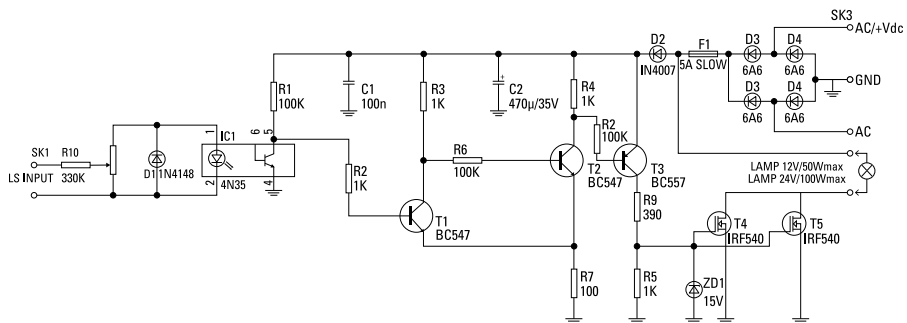 SK3
AC/+Vdc
D2
IN4007
F1
5A SLOW
D3
6A6
D4
6A6
GND
D3
6A6
D4
6A6
AC
R1
100K
C1
100n
R3
1K
C2
+
470µ/35V
R4
1K
R2
100K
SK1
R10
330K
LS INPUT
D1 1N4148
IC1
1
2
6
5
4
4N35
R2
1K
R6
100K
T1
BC547
T2
BC547
T3
BC557
LAMP 12V/50Wmax
LAMP 24V/100Wmax
R9
390
T4
IRF540
T5
IRF540
R7
100
R5
1K
ZD1
15V